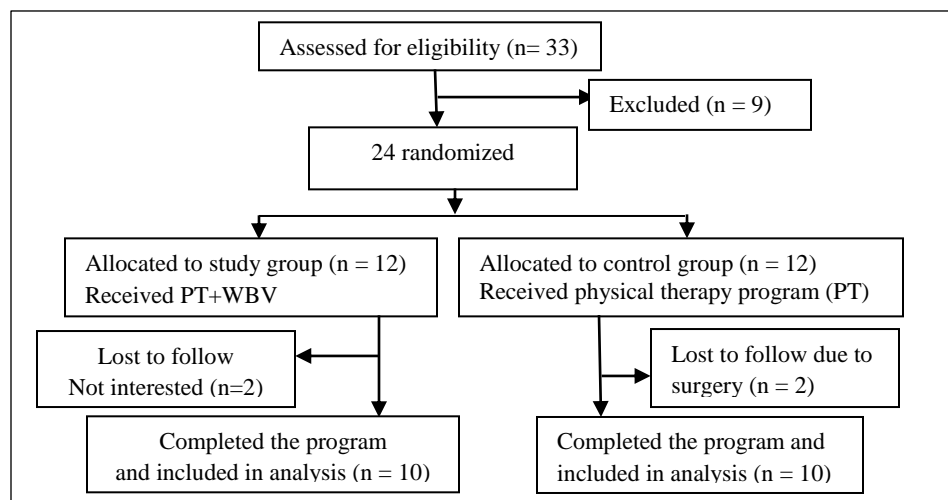 Assessed for eligibility (n= 33)
Excluded (n = 9)
24 randomized
Allocated to study group (n = 12)
Received PT+WBV
Allocated to control group (n = 12)
Received physical therapy program (PT)
Lost to follow
Not interested (n=2)
Lost to follow due to
surgery (n = 2)
Completed the program
and included in analysis (n = 10)
Completed the program and
included in analysis (n = 10)